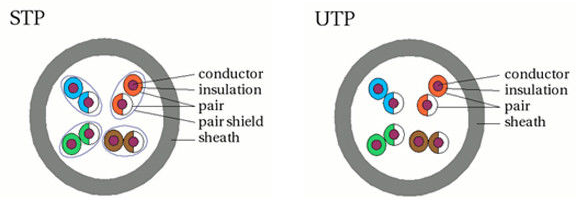 STP
conductor
insulation
pair
pair shield
sheath
UTP
conductor
insulation
pair
sheath